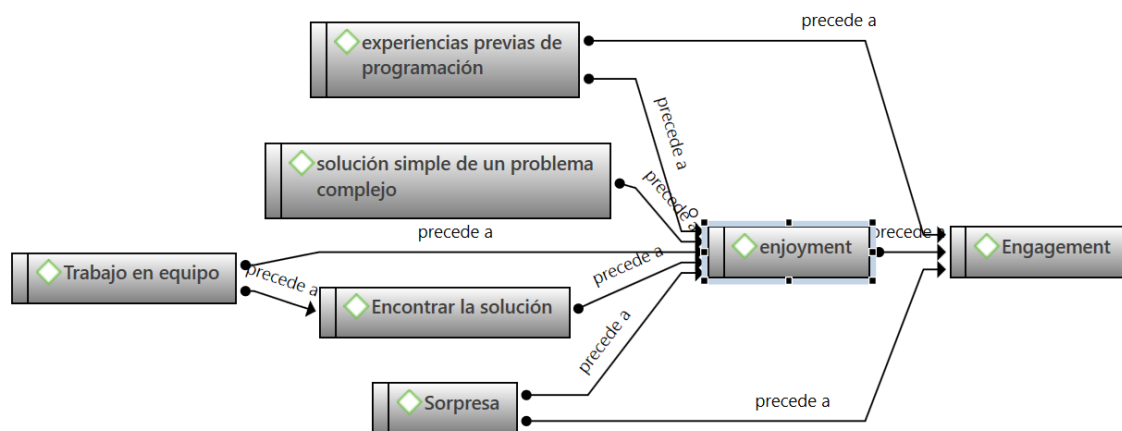 precede a
experiencias previas de
programación
precede a
solución simple de un problema
complejo
precede a
precede a
enjoyment
precede a
Engagement
Trabajo en equipo
precede a
precede a
Encontrar la solución
precede a
Sorpresa
precede a